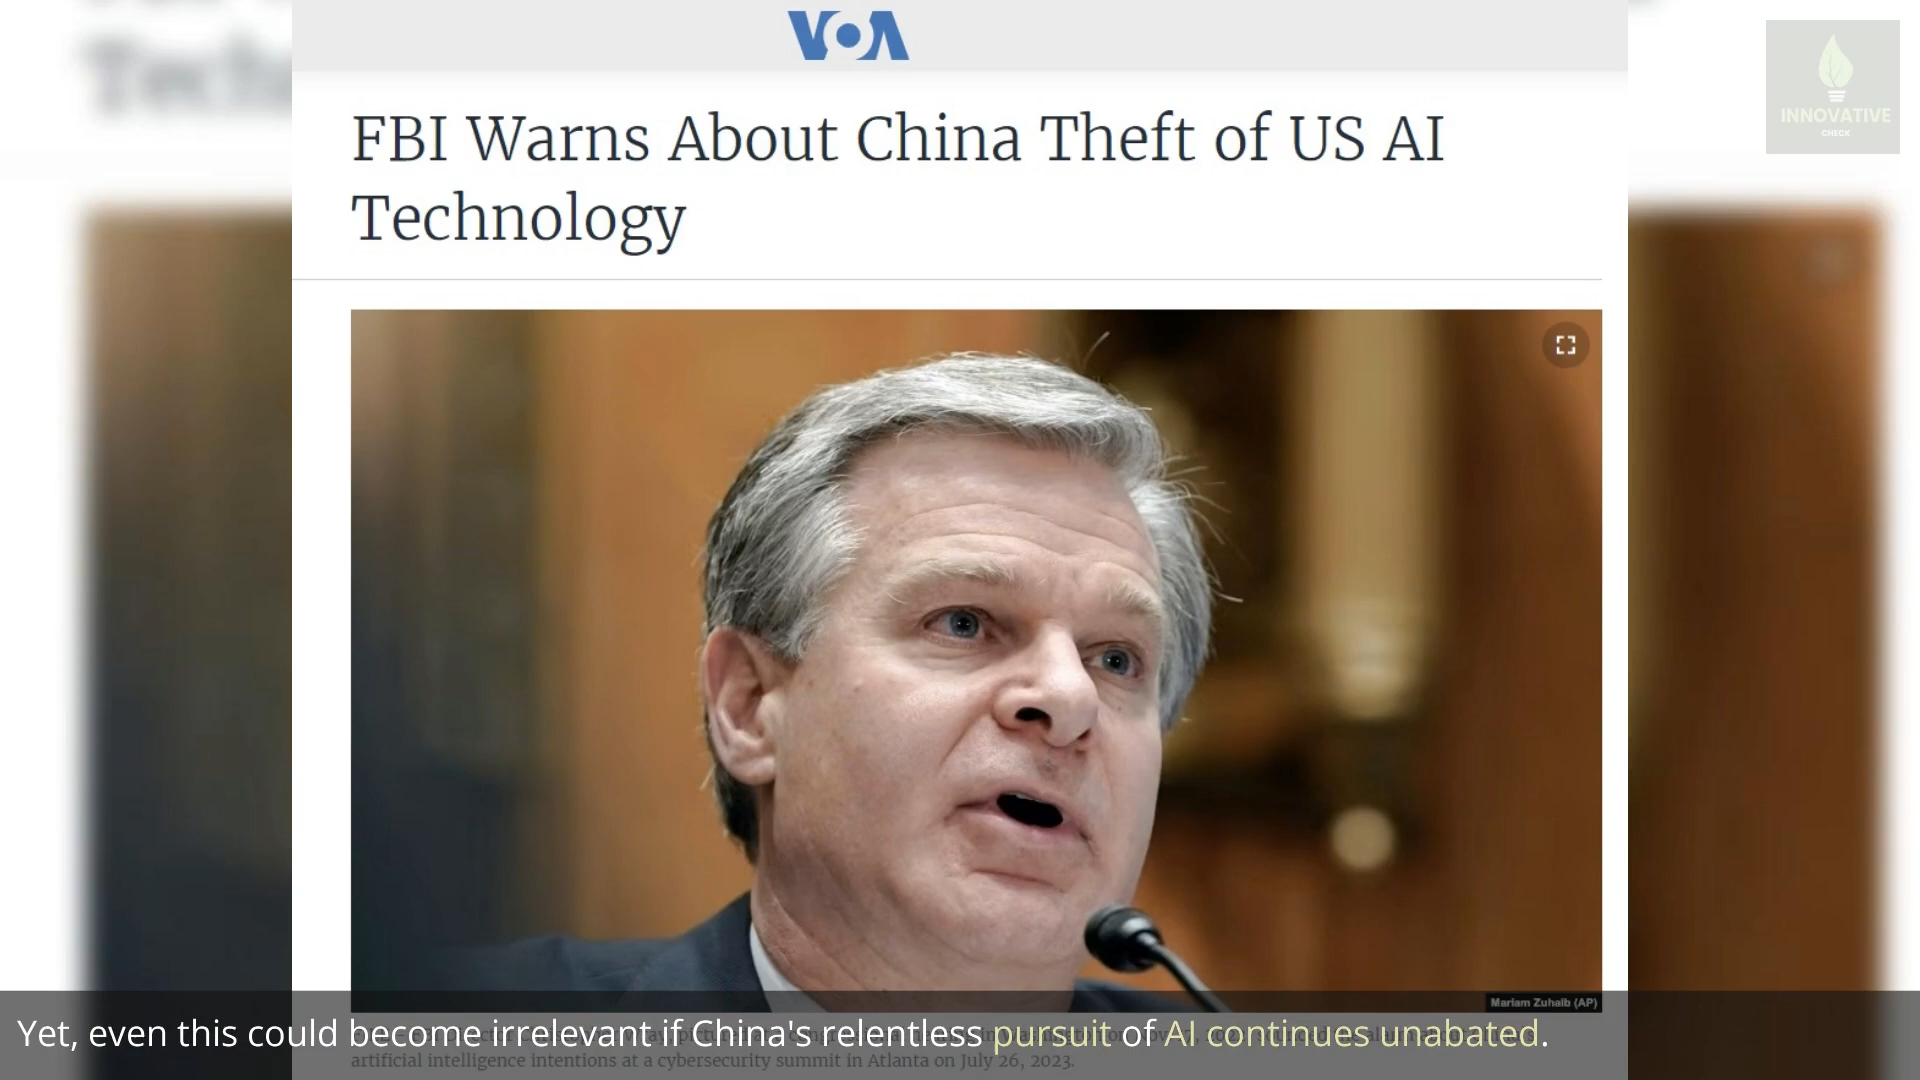 VOA
INNOVATIVE
CHECK
FBI Warns About China Theft of US AI
Technology
Mariam Zuhaib (AP)
Yet, even this could become irrelevant if China's relentless pursuit of AI continues unabated.
artificial intelligence intentions at a cybersecurity summit in Atlanta on July 26, 2023.